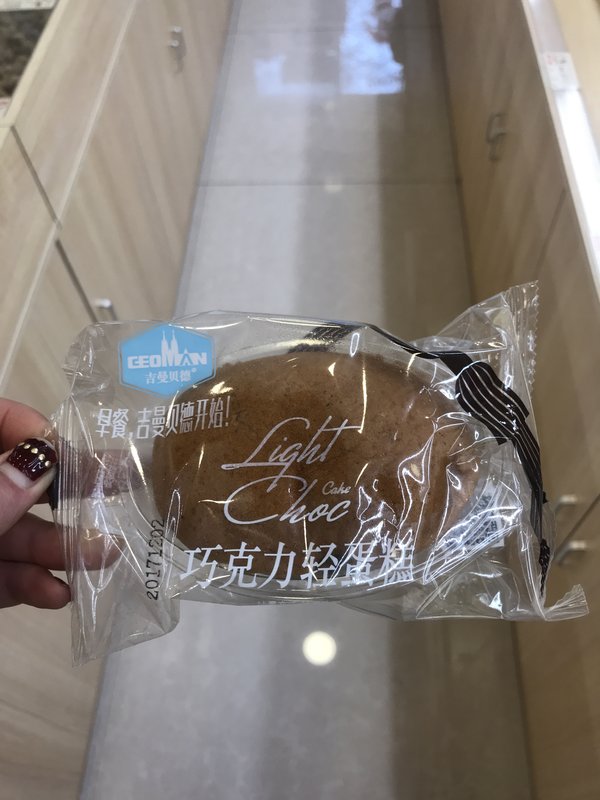 GEOMAN
吉曼贝德®
早餐,吉曼贝德开始!
Light
Cake
Choc
巧克力轻蛋糕
20171202